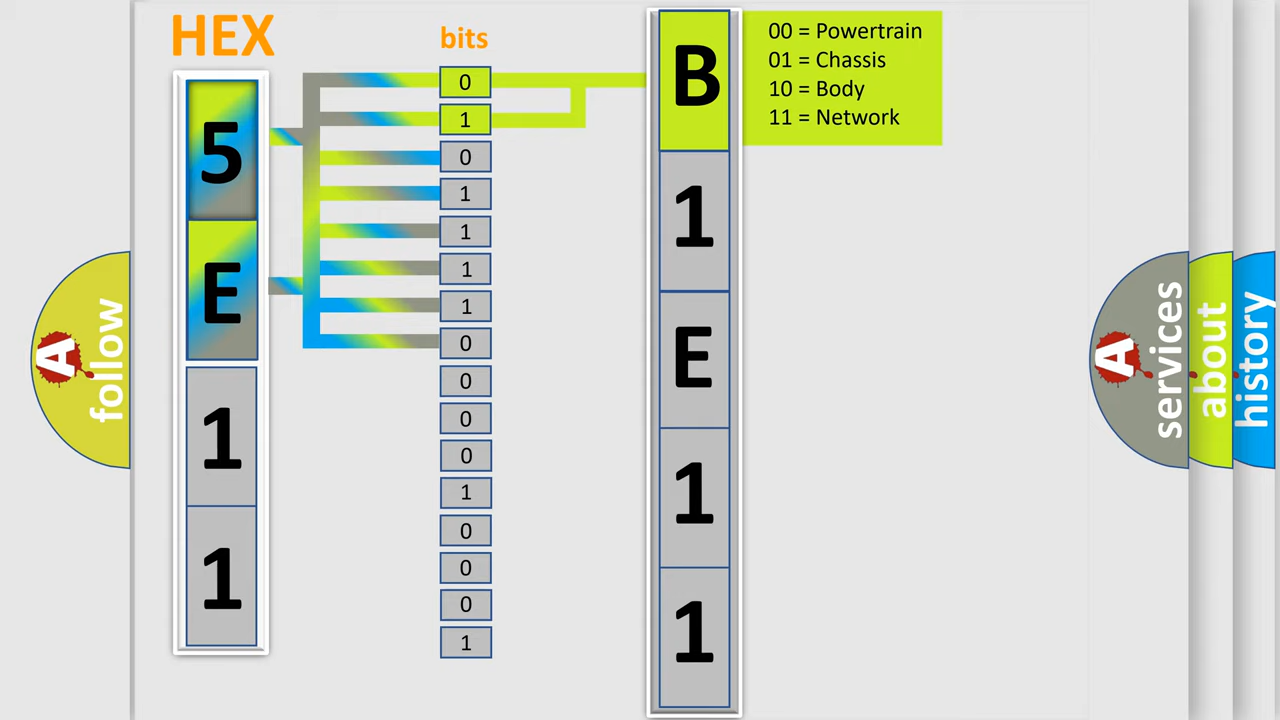 HEX
bits
5
E
1
1
0
1
0
1
1
1
1
0
0
0
0
1
0
0
0
1
B
1
E
1
1
00 = Powertrain
01 = Chassis
10 = Body
11 = Network
A follow
A services
about
history